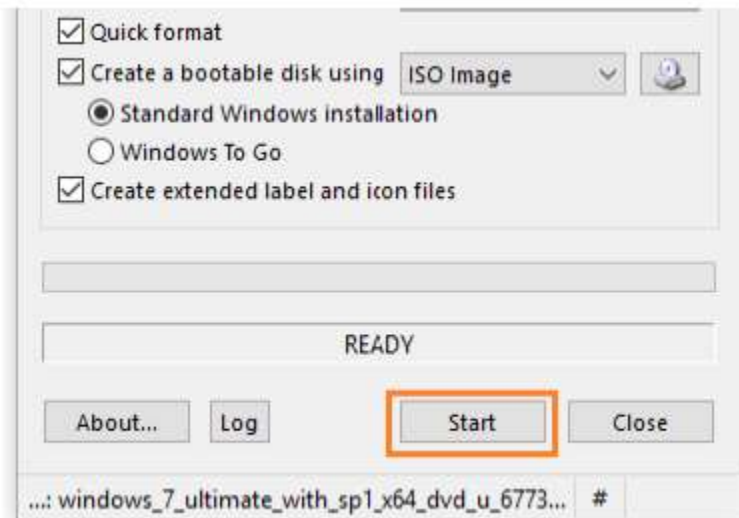 Quick format
Create a bootable disk using ISO Image
Standard Windows installation
Windows To Go
Create extended label and icon files
READY
About... Log Start Close
...: windows_7_ultimate_with_sp1_x64_dvd_u_6773... #